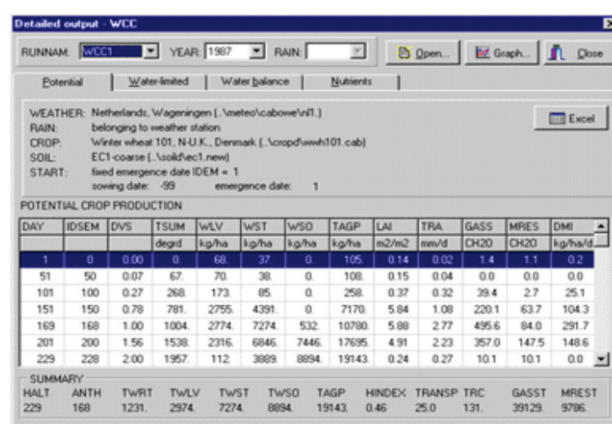 Detailed output - WCC
RUNNAM: WCC1 YEAR: 1987 RAIN: Open... Graph... Close
Potential Water-limited Water balance Nutrients
WEATHER: Netherlands, Wageningen (..\meteo\cabowe\nl1.)
RAIN: belonging to weather station Excel
CROP: Winter wheat 101, N-U.K., Denmark (..\cropd\wwh101.cab)
SOIL: EC1-coarse (..\soild\ec1.new)
START: fixed emergence date IDEM = 1
sowing date: -99 emergence date: 1
POTENTIAL CROP PRODUCTION
DAY IDSEM DVS TSUM WLV WST WSO TAGP LAI TRA GASS MRES DMI
degrd kg/ha kg/ha kg/ha kg/ha m2/m2 mm/d CH20 CH20 kg/ha/d
1 0 0.00 0. 68. 37. 0. 105. 0.14 0.02 1.4 1.1 0.2
51 50 0.07 67. 70. 38. 0. 108. 0.15 0.04 0.0 0.0 0.0
101 100 0.27 268. 173. 85. 0. 258. 0.37 0.32 39.4 2.7 25.1
151 150 0.78 781. 2755. 4391. 0. 7170. 5.84 1.08 220.1 63.7 104.3
169 168 1.00 1004. 2774. 7274. 532. 10780. 5.88 2.77 495.6 84.0 291.7
201 200 1.56 1538. 2316. 6846. 7446. 17695. 4.91 2.23 357.0 147.5 148.6
229 228 2.00 1957. 112. 3889. 8894. 19143. 0.24 0.27 10.1 10.1 0.0
SUMMARY
HALT ANTH TWRT TWLV TWST TWSO TAGP HINDEX TRANSP TRC GASST MREST
229 168 1231. 2974. 7274. 8894. 19143. 0.46 25.0 131. 39129. 9786.